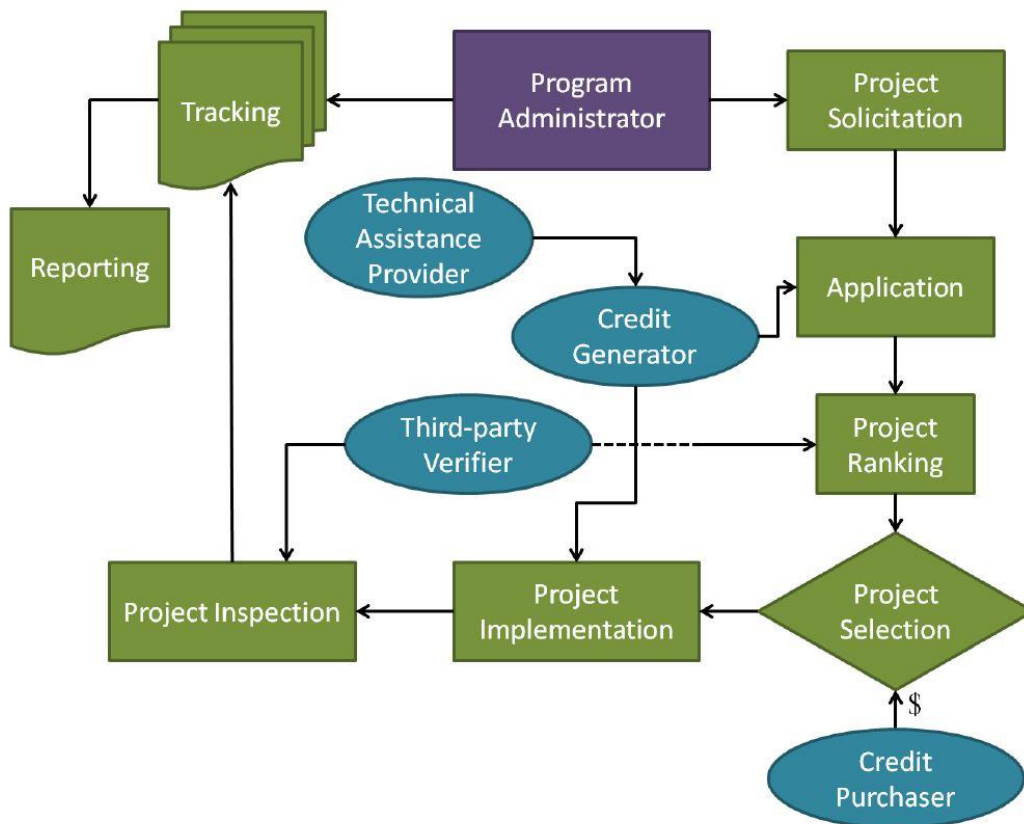 Tracking
Program
Administrator
Project
Solicitation
Technical
Assistance
Provider
Reporting
Application
Credit
Generator
Third-party
Verifier
Project
Ranking
Project Inspection
Project
Implementation
Project
Selection
$
Credit
Purchaser